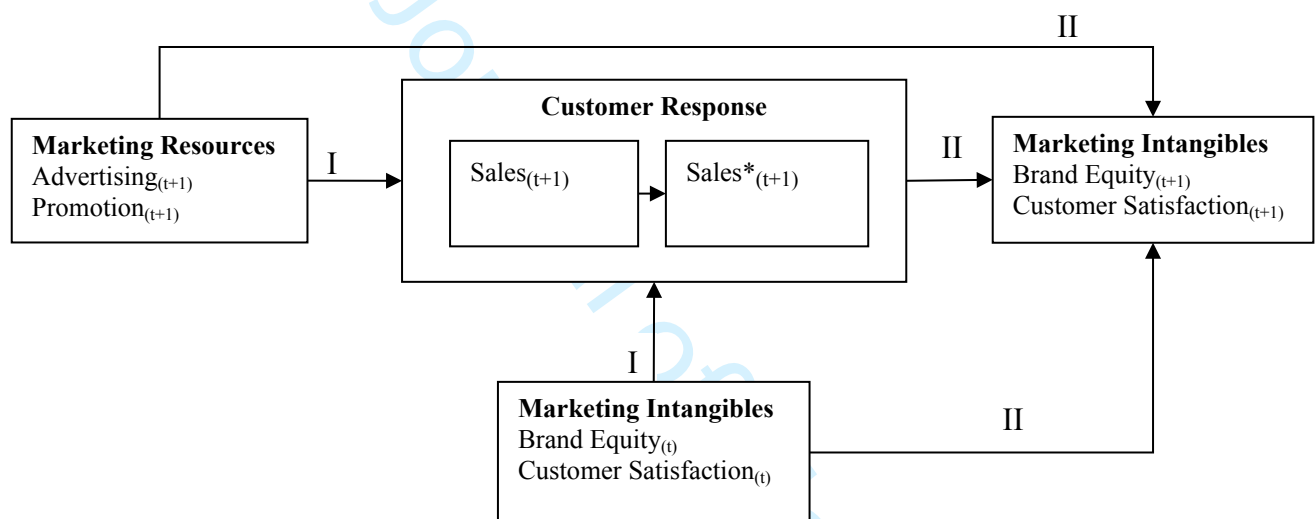 II
Customer Response
Marketing Resources
Advertising(t+1)
Promotion(t+1)
I
Sales(t+1)
Sales*(t+1)
II
Marketing Intangibles
Brand Equity(t+1)
Customer Satisfaction(t+1)
I
Marketing Intangibles
Brand Equity(t)
Customer Satisfaction(t)
II